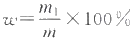 w = m₁/m × 100%